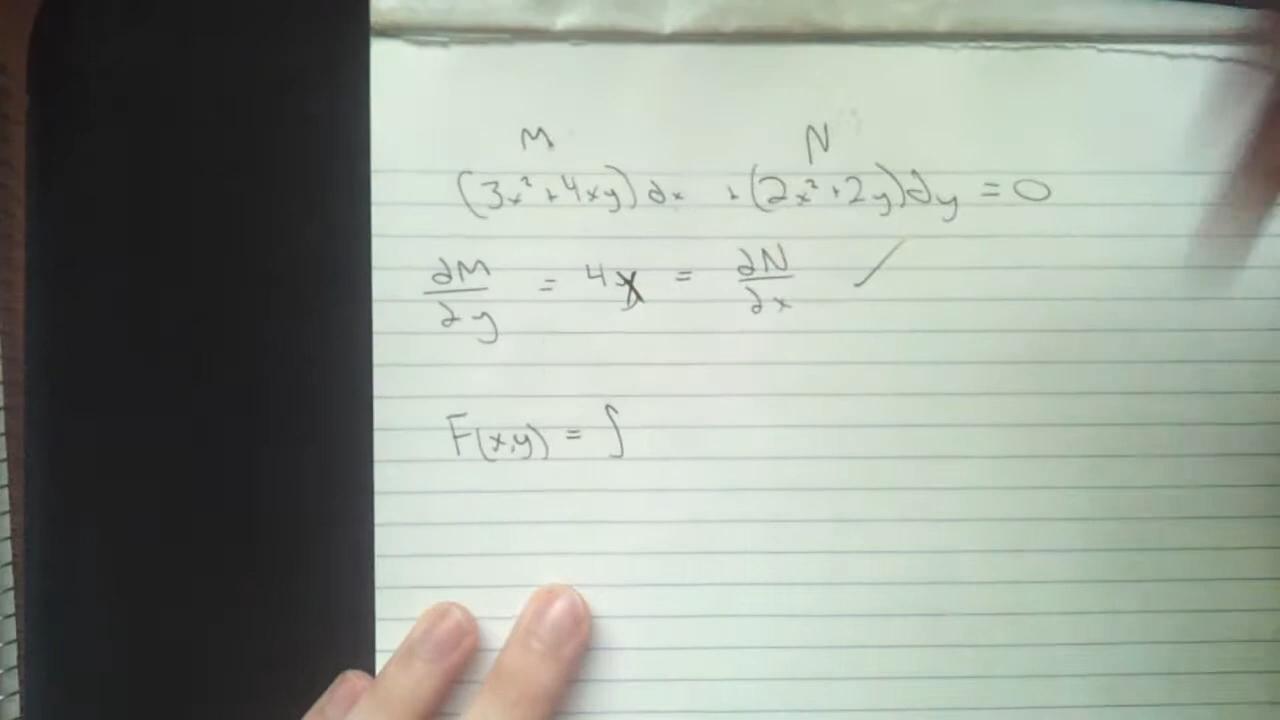 M N
(3x² + 4xy) dx + (2x² + 2y) dy = 0
∂M/∂y = 4x = ∂N/∂x ✓
F(x,y) = ∫